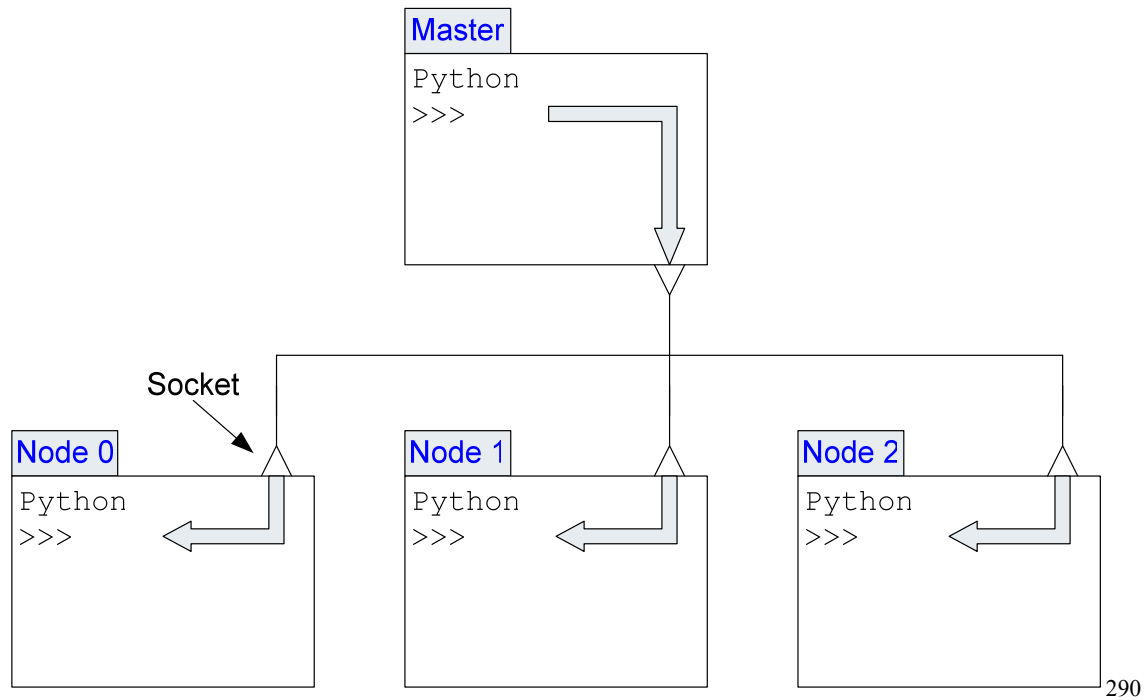 Master
Python
>>>
Socket
Node 0
Python
>>>
Node 1
Python
>>>
Node 2
Python
>>>
290